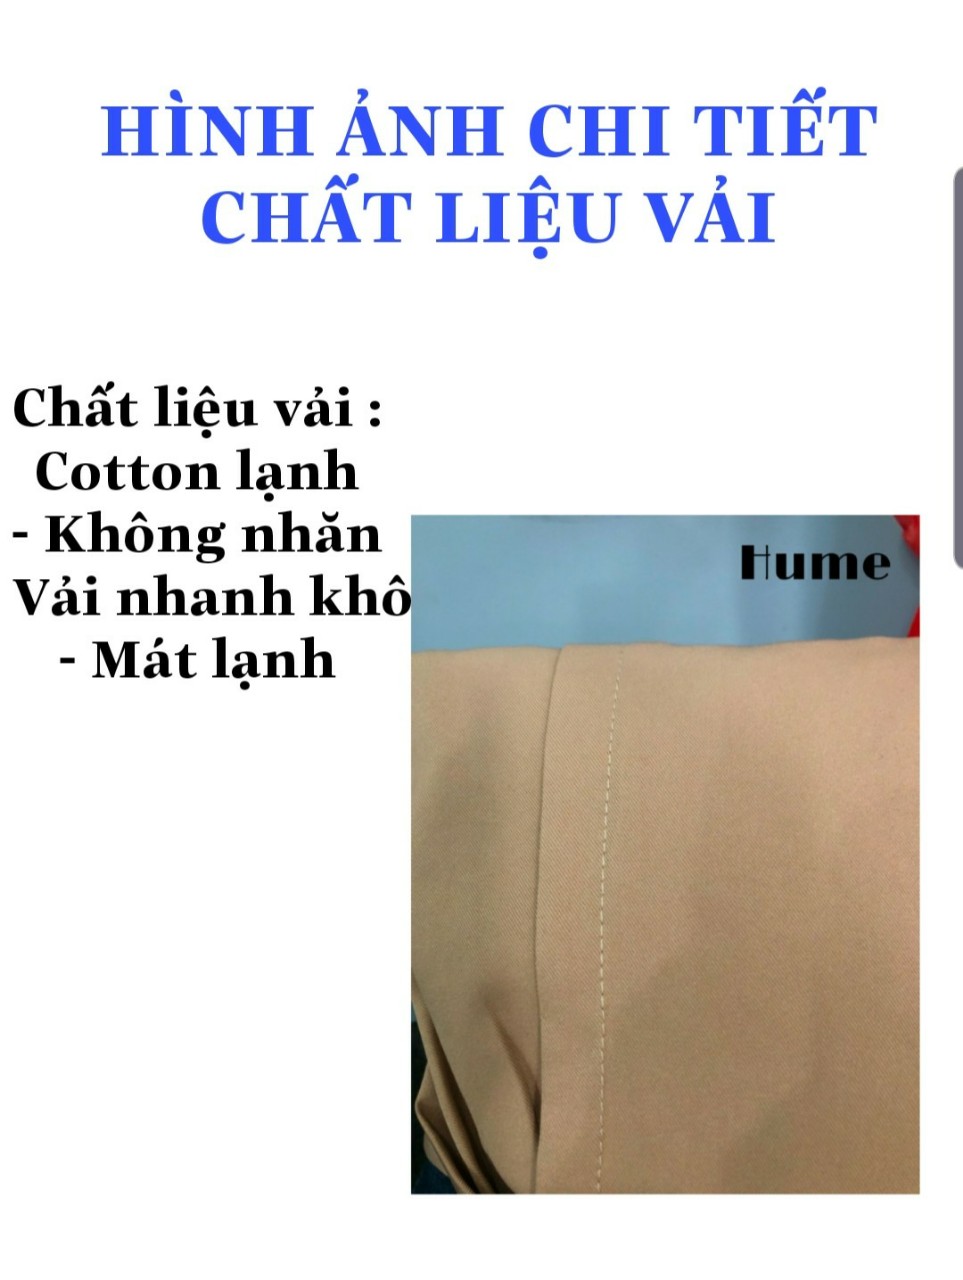 HÌNH ẢNH CHI TIẾT
CHẤT LIỆU VẢI
Chất liệu vải :
Cotton lạnh
- Không nhăn
Vải nhanh khô
- Mát lạnh
Hume